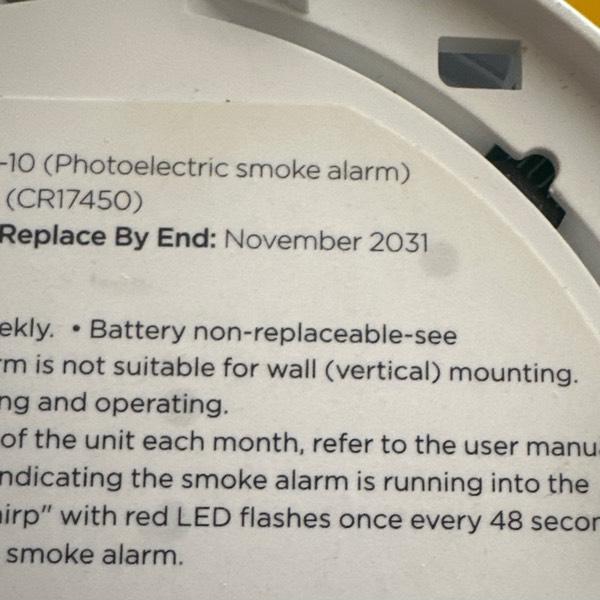 -10 (Photoelectric smoke alarm)
(CR17450)
Replace By End: November 2031
ekly. • Battery non-replaceable-see
rm is not suitable for wall (vertical) mounting.
ng and operating.
of the unit each month, refer to the user manu
ndicating the smoke alarm is running into the
irp" with red LED flashes once every 48 secon
smoke alarm.